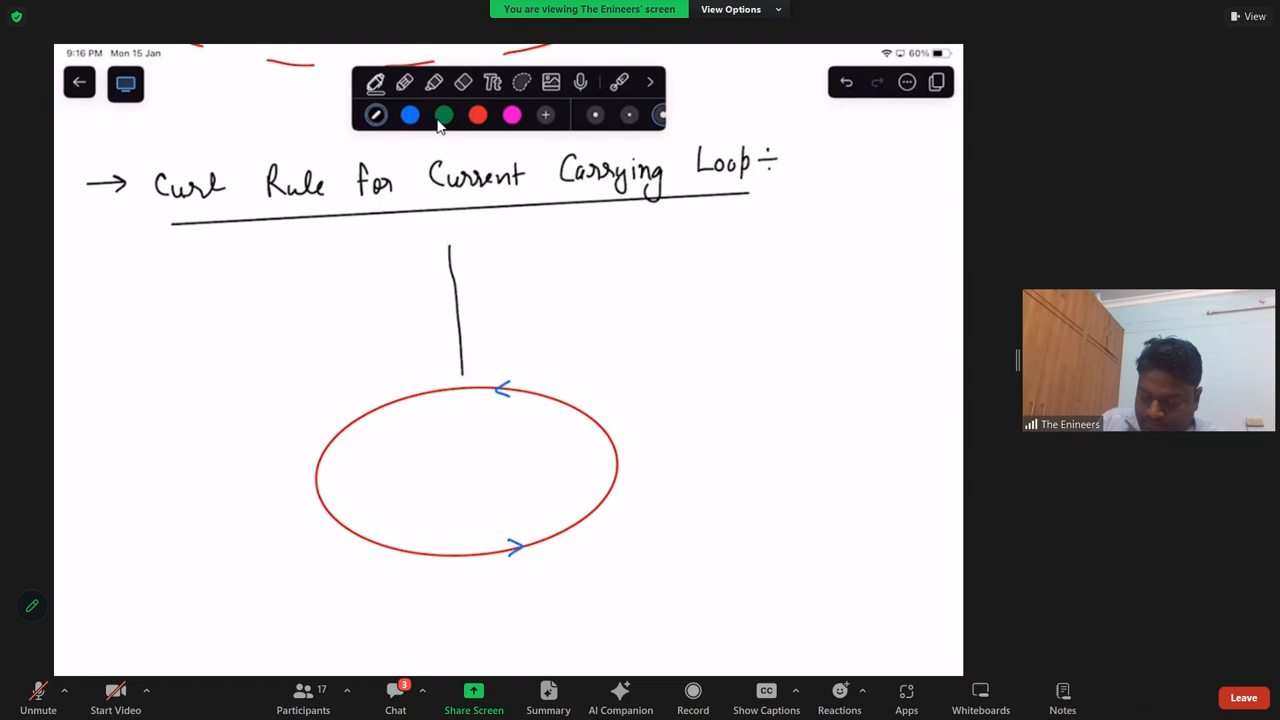 You are viewing The Enineers' screen
View Options
View
9:16 PM Mon 15 Jan
60%
Tt
→ Curl Rule for Current Carrying Loop ÷
The Enineers
Unmute
Start Video
17
Participants
3
Chat
Share Screen
Summary
AI Companion
Record
CC
Show Captions
Reactions
Apps
Whiteboards
Notes
Leave